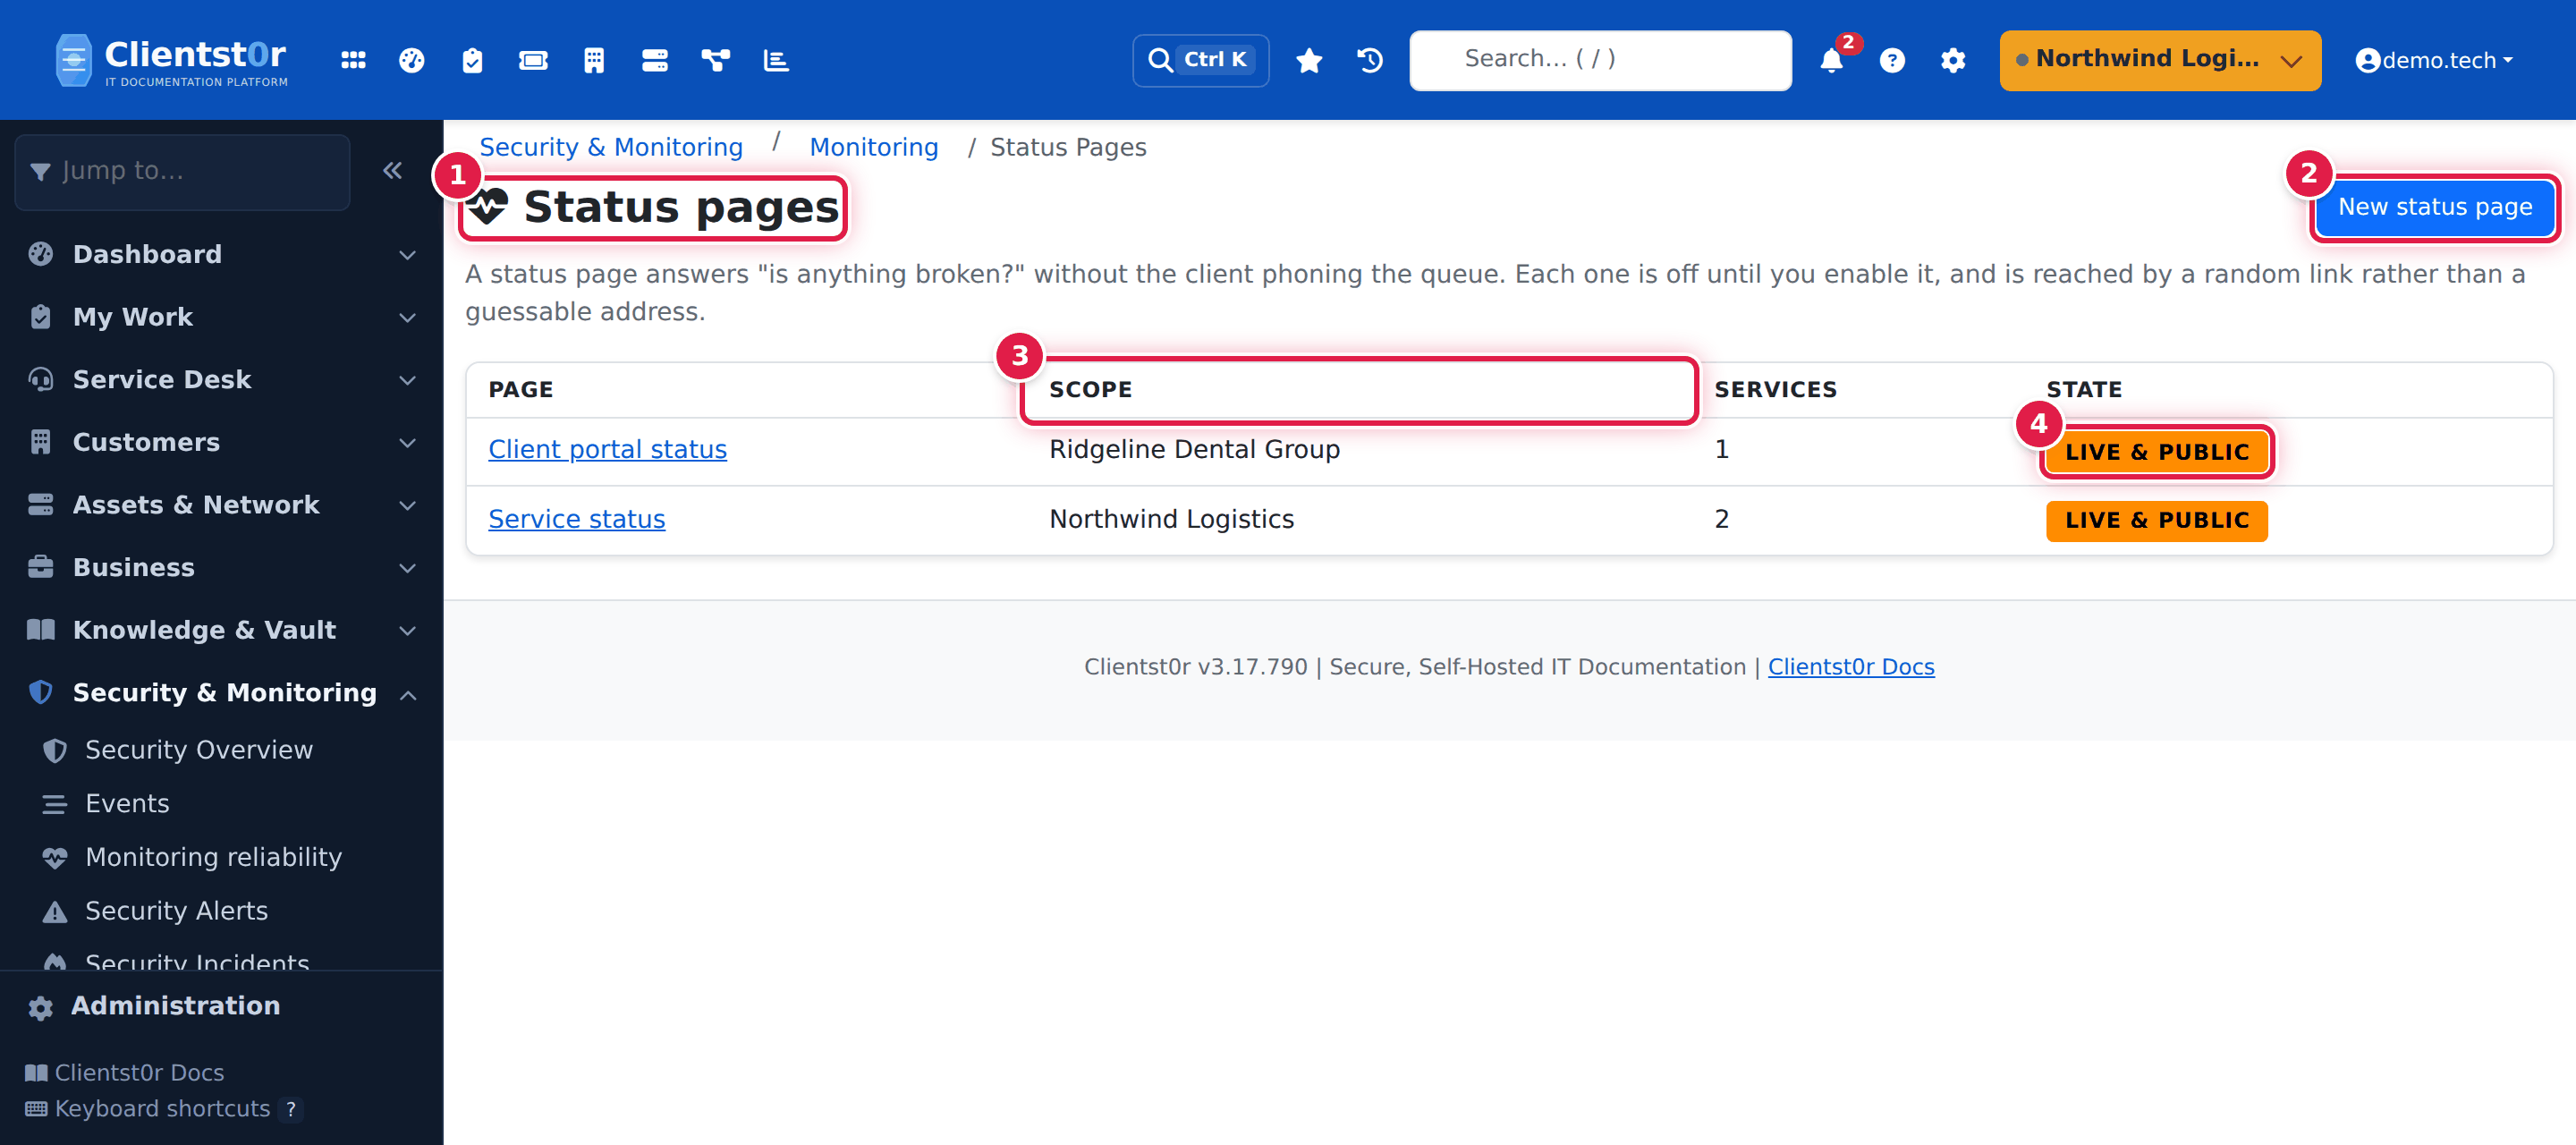 Clientst0r
IT DOCUMENTATION PLATFORM
Ctrl K
Search… ( / )
2
?
Northwind Logi…
demo.tech
Jump to…
Dashboard
My Work
Service Desk
Customers
Assets & Network
Business
Knowledge & Vault
Security & Monitoring
Security Overview
Events
Monitoring reliability
Security Alerts
Security Incidents
Administration
Clientst0r Docs
Keyboard shortcuts ?
Security & Monitoring / Monitoring / Status Pages
1
Status pages
2
New status page
A status page answers "is anything broken?" without the client phoning the queue. Each one is off until you enable it, and is reached by a random link rather than a
guessable address.
3
PAGE SCOPE SERVICES STATE
4
Client portal status Ridgeline Dental Group 1 LIVE & PUBLIC
Service status Northwind Logistics 2 LIVE & PUBLIC
Clientst0r v3.17.790 | Secure, Self-Hosted IT Documentation | Clientst0r Docs